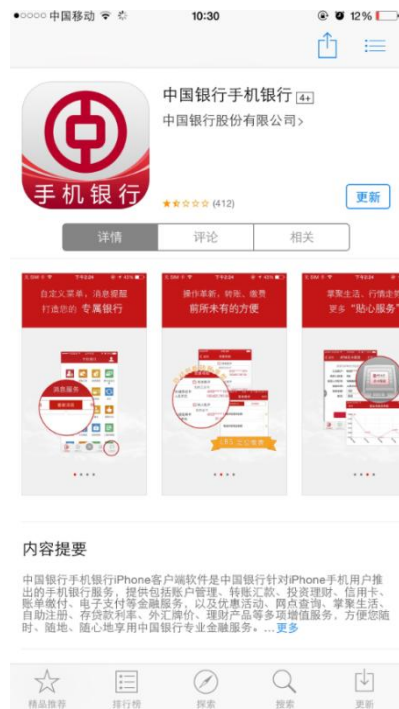 中国移动 10:30 12%
中国银行手机银行 4+
中国银行股份有限公司>
手机银行
(412)
更新
详情 评论 相关
自定义菜单,消息提醒
打造您的 专属银行
消息服务
操作革新,转账、缴费
前所未有的方便
掌聚生活、行情走势
更多“贴心服务”
内容提要
中国银行手机银行iPhone客户端软件是中国银行针对iPhone手机用户推
出的手机银行服务,提供包括账户管理、转账汇款、投资理财、信用卡、
账单缴付、电子支付等金融服务,以及优惠活动、网点查询、掌聚生活、
自助注册、存贷款利率、外汇牌价、理财产品等多项增值服务,方便您随
时、随地、随心地享用中国银行专业金融服务。...更多
精品推荐 排行榜 探索 搜索 更新